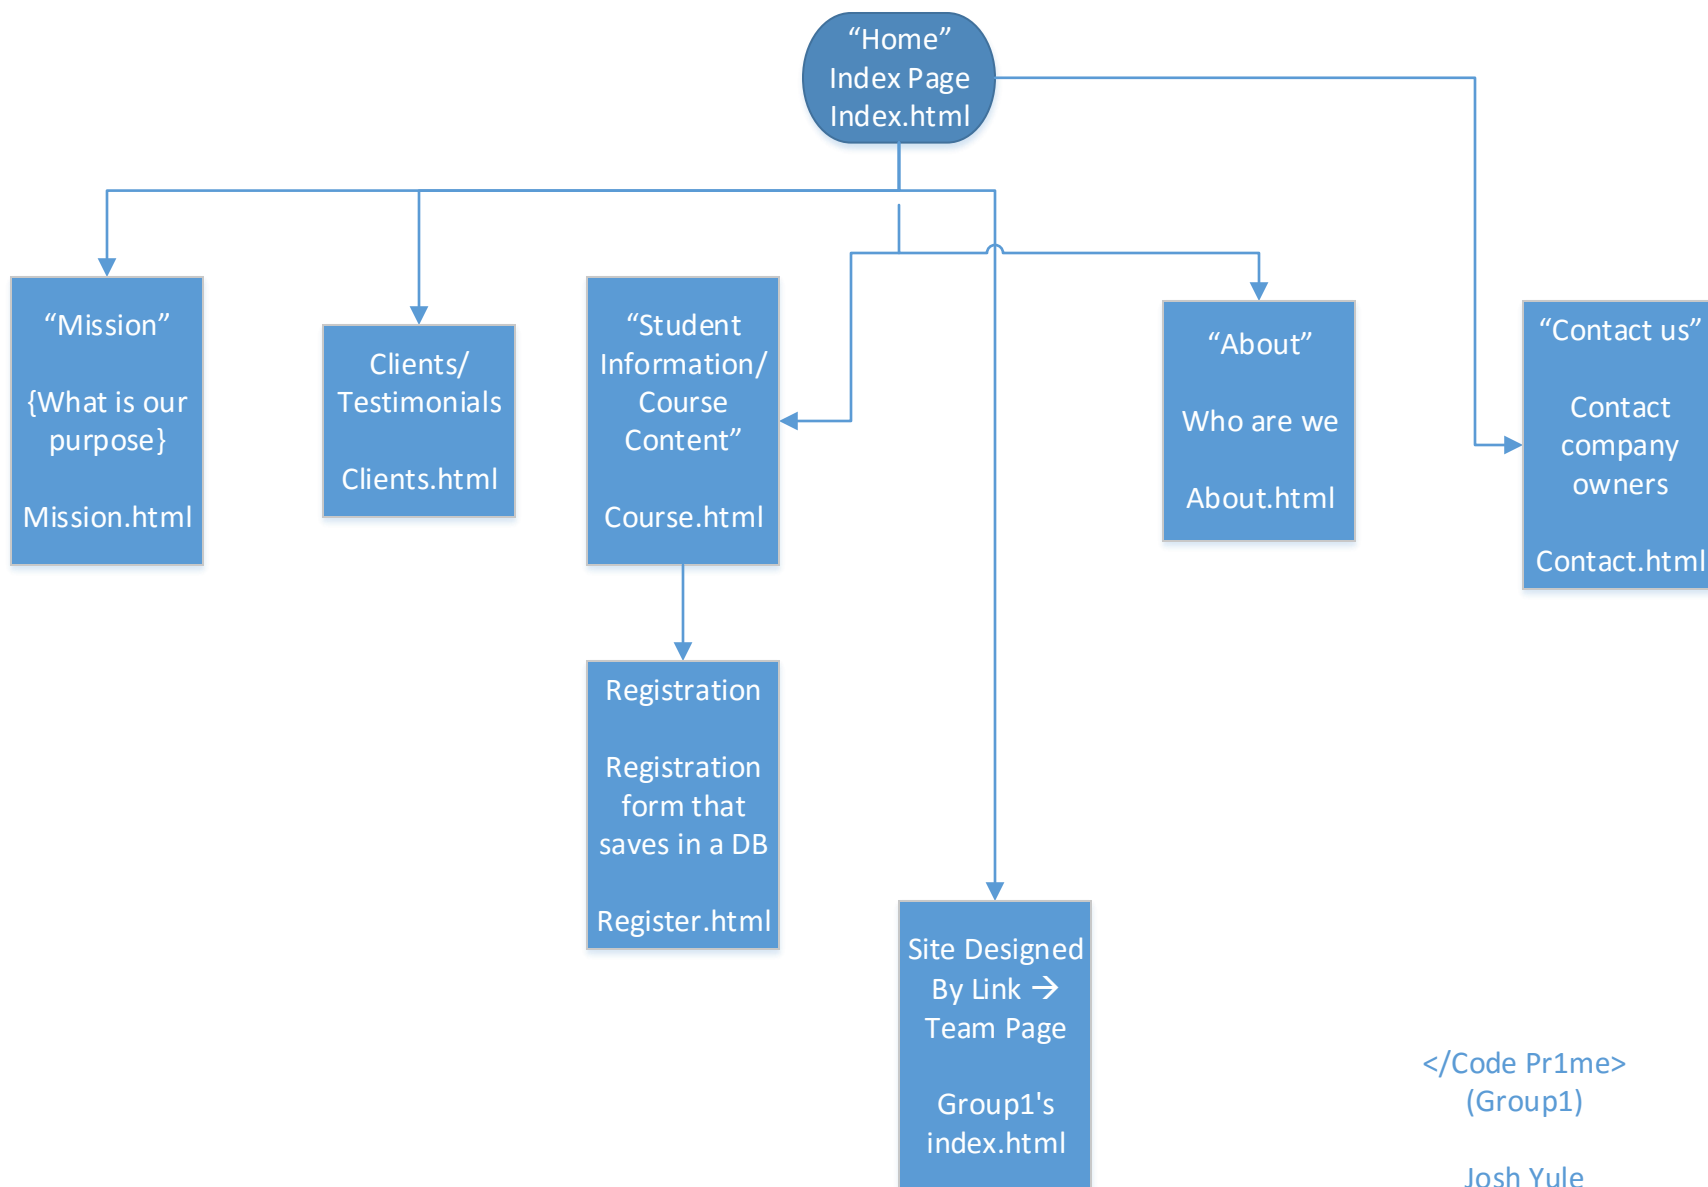 “Home”
Index Page
Index.html
“Mission”
{What is our
purpose}
Mission.html
Clients/
Testimonials
Clients.html
“Student
Information/
Course
Content”
Course.html
“About”
Who are we
About.html
“Contact us”
Contact
company
owners
Contact.html
Registration
Registration
form that
saves in a DB
Register.html
Site Designed
By Link →
Team Page
Group1's
index.html
</Code Pr1me>
(Group1)
Josh Yule